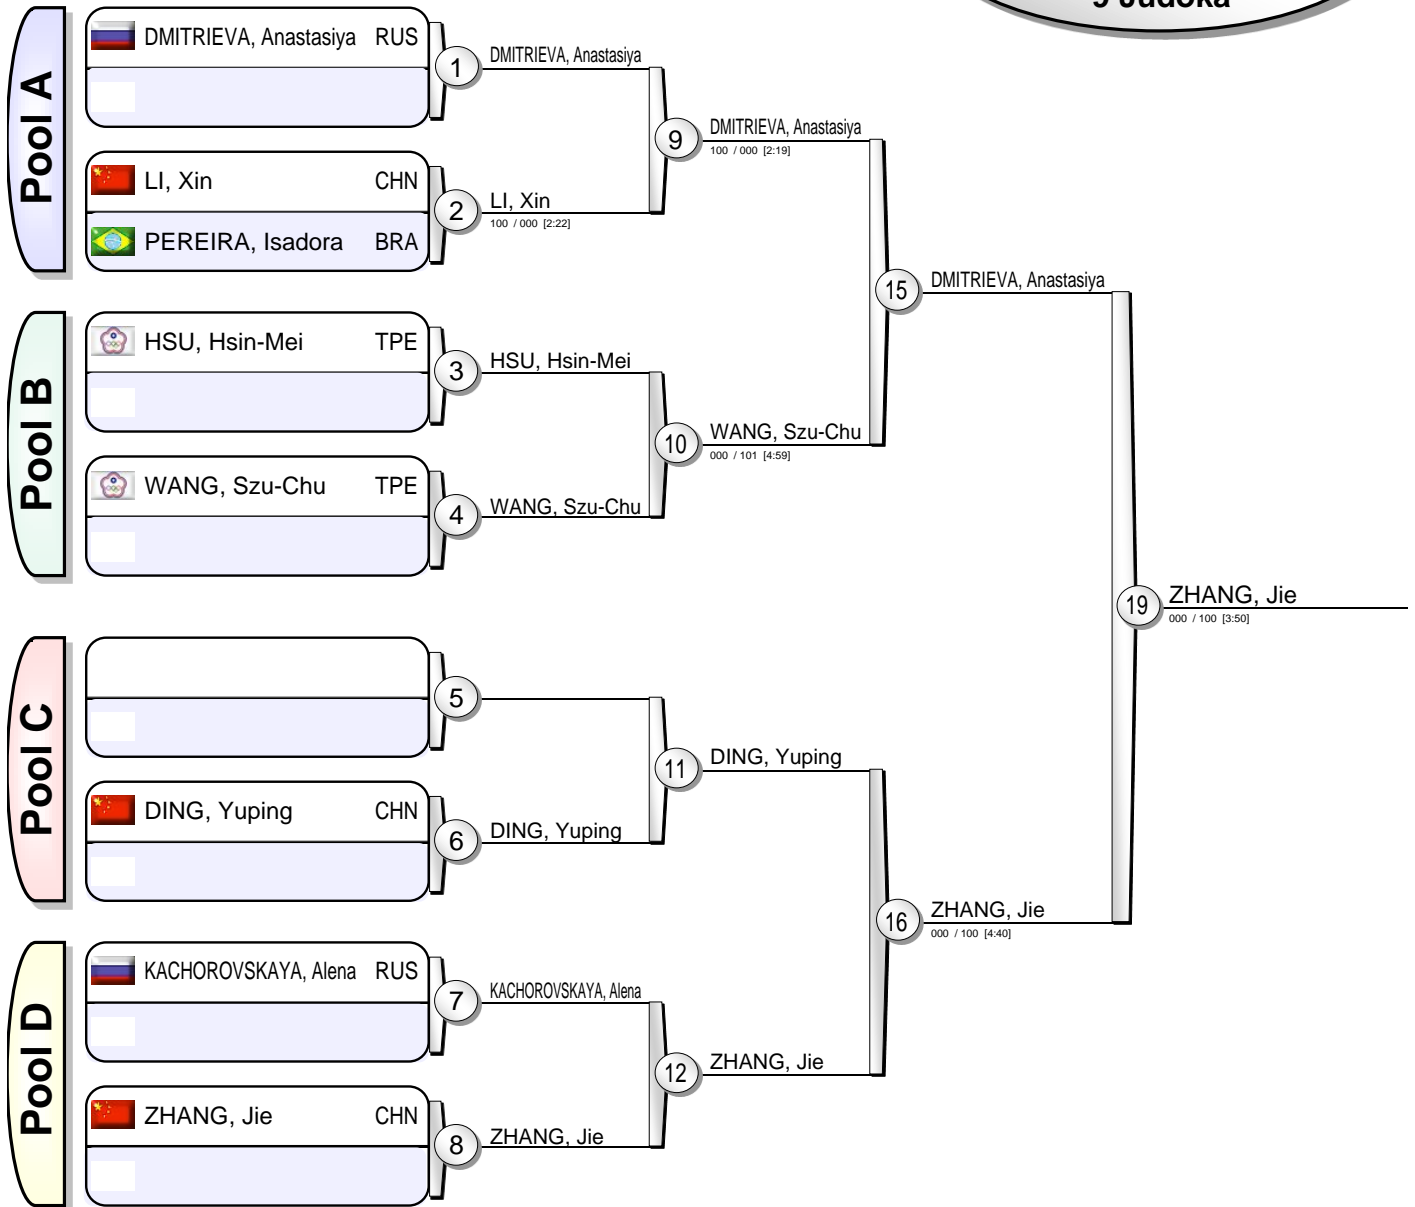 9 Judoka
Pool A
DMITRIEVA, Anastasiya RUS
1
DMITRIEVA, Anastasiya
LI, Xin CHN
PEREIRA, Isadora BRA
2
LI, Xin
100 / 000 [2:22]
9
DMITRIEVA, Anastasiya
100 / 000 [2:19]
Pool B
HSU, Hsin-Mei TPE
3
HSU, Hsin-Mei
WANG, Szu-Chu TPE
4
WANG, Szu-Chu
10
WANG, Szu-Chu
000 / 101 [4:59]
15
DMITRIEVA, Anastasiya
Pool C
5
DING, Yuping CHN
6
DING, Yuping
11
DING, Yuping
Pool D
KACHOROVSKAYA, Alena RUS
7
KACHOROVSKAYA, Alena
ZHANG, Jie CHN
8
ZHANG, Jie
12
ZHANG, Jie
16
ZHANG, Jie
000 / 100 [4:40]
19
ZHANG, Jie
000 / 100 [3:50]